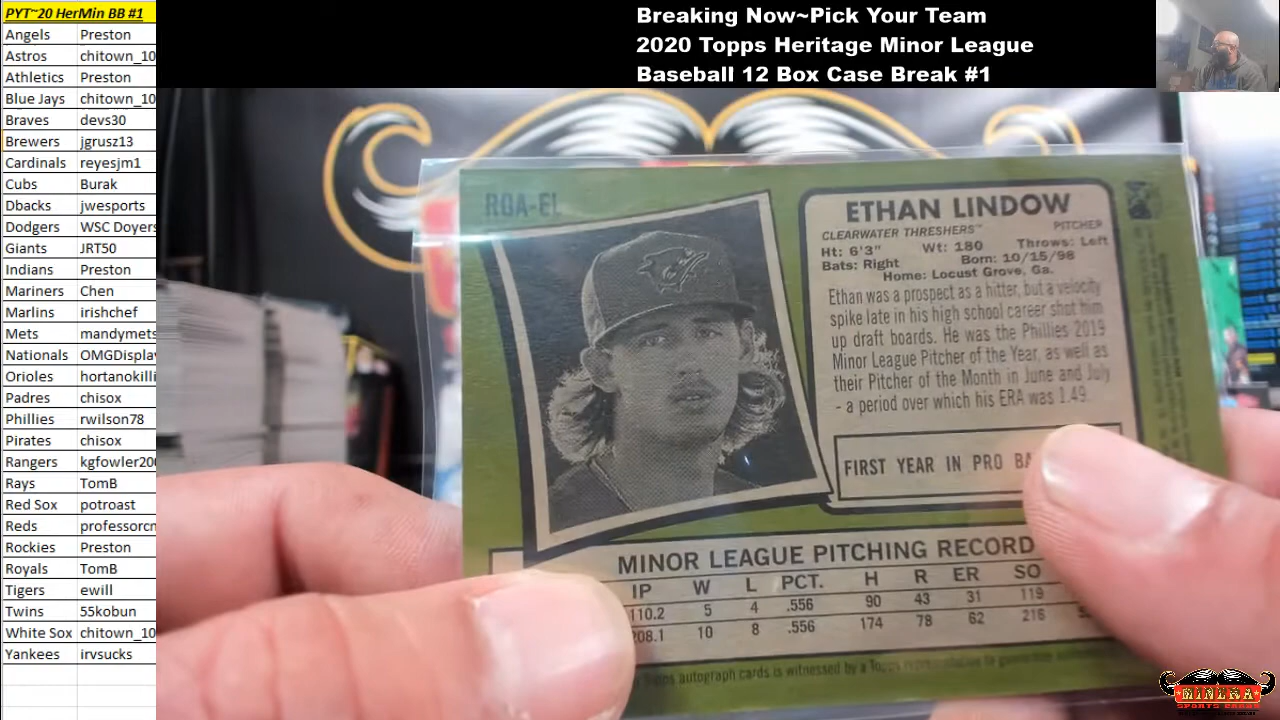 PYT~20 HerMin BB #1
Angels Preston
Astros chitown_10
Athletics Preston
Blue Jays chitown_10
Braves devs30
Brewers jgrusz13
Cardinals reyesjm1
Cubs Burak
Dbacks jwesports
Dodgers WSC Doyers
Giants JRT50
Indians Preston
Mariners Chen
Marlins irishchef
Mets mandymets
Nationals OMGDisplay
Orioles hortanokilli
Padres chisox
Phillies rwilson78
Pirates chisox
Rangers kgfowler200
Rays TomB
Red Sox potroast
Reds professorcn
Rockies Preston
Royals TomB
Tigers ewill
Twins 55kobun
White Sox chitown_10
Yankees irvsucks
Breaking Now~Pick Your Team
2020 Topps Heritage Minor League
Baseball 12 Box Case Break #1
ROA-EL
ETHAN LINDOW
CLEARWATER THRESHERS™ PITCHER
Ht: 6'3" Wt: 180 Throws: Left
Bats: Right Born: 10/15/98
Home: Locust Grove, Ga.
Ethan was a prospect as a hitter, but a velocity
spike late in his high school career shot him
up draft boards. He was the Phillies 2019
Minor League Pitcher of the Year, as well as
their Pitcher of the Month in June and July
- a period over which his ERA was 1.49.
FIRST YEAR IN PRO BA
MINOR LEAGUE PITCHING RECORD
IP W L PCT. H R ER SO
110.2 5 4 .556 90 43 31 119
208.1 10 8 .556 174 78 62 216
Topps autograph cards is witnessed by a Topps representative to guarantee
MINERA
SPORTS CARDS